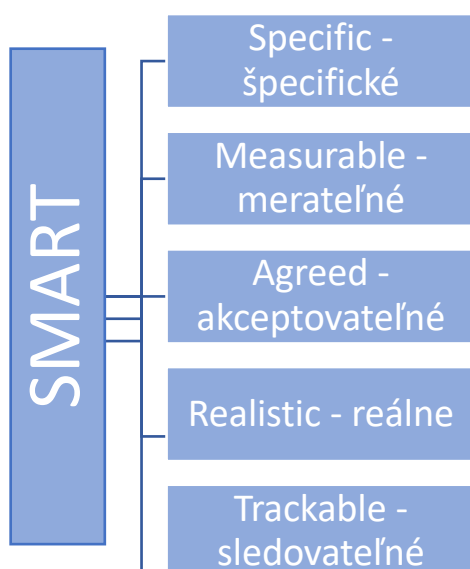 SMART
Specific -
špecifické
Measurable -
merateľné
Agreed -
akceptovateľné
Realistic - reálne
Trackable -
sledovateľné